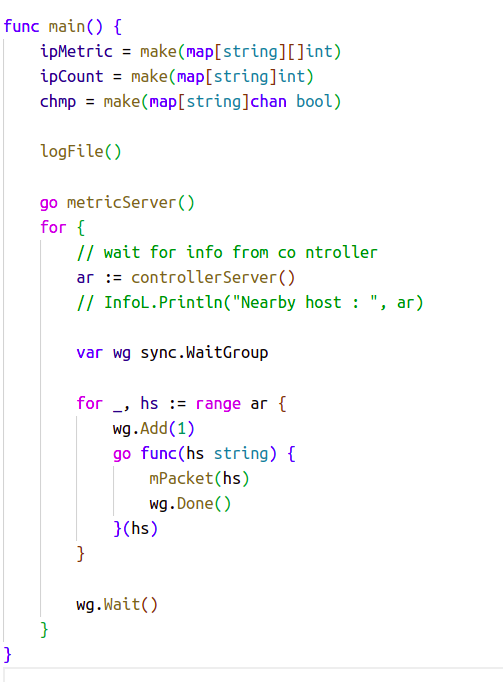 func main() {
    ipMetric = make(map[string][]int)
    ipCount = make(map[string]int)
    chmp = make(map[string]chan bool)

    logFile()

    go metricServer()
    for {
        // wait for info from co ntroller
        ar := controllerServer()
        // InfoL.Println("Nearby host : ", ar)

        var wg sync.WaitGroup

        for _, hs := range ar {
            wg.Add(1)
            go func(hs string) {
                mPacket(hs)
                wg.Done()
            }(hs)
        }

        wg.Wait()
    }
}